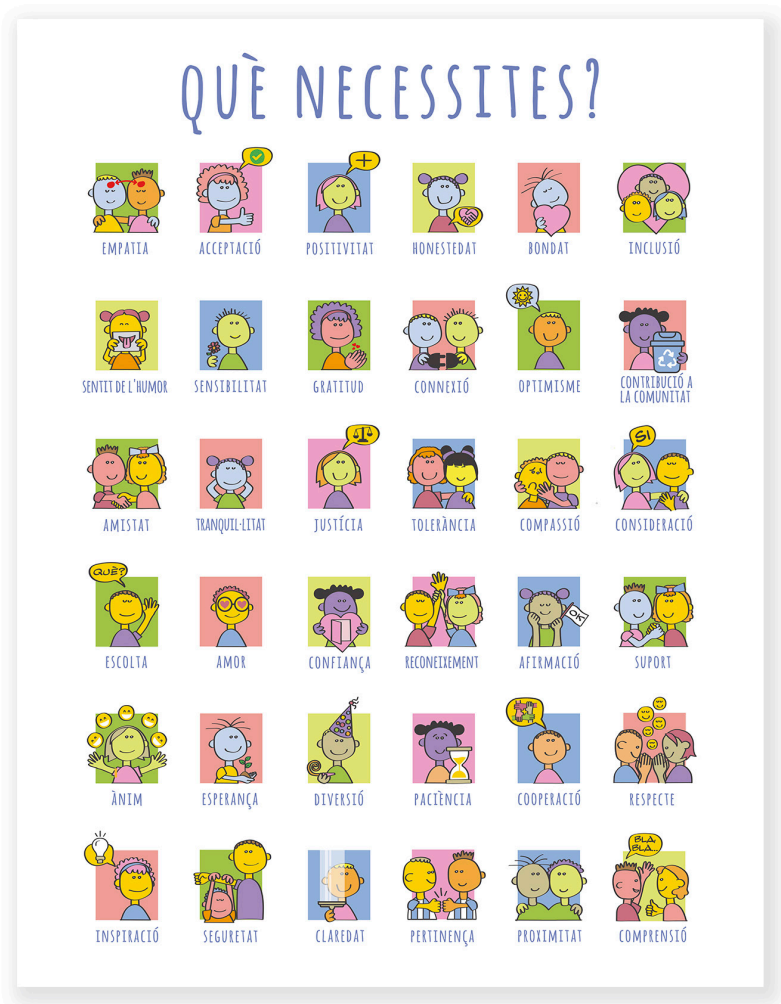 QUÈ NECESSITES?
EMPATIA
ACCEPTACIÓ
POSITIVITAT
HONESTEDAT
BONDAT
INCLUSIÓ
SENTIT DE L'HUMOR
SENSIBILITAT
GRATITUD
CONNEXIÓ
OPTIMISME
CONTRIBUCIÓ A
LA COMUNITAT
AMISTAT
TRANQUIL·LITAT
JUSTÍCIA
TOLERÀNCIA
COMPASSIÓ
SI
CONSIDERACIÓ
QUÈ?
ESCOLTA
AMOR
CONFIANÇA
RECONEIXEMENT
OK
AFIRMACIÓ
SUPORT
ÀNIM
ESPERANÇA
DIVERSIÓ
PACIÈNCIA
COOPERACIÓ
RESPECTE
INSPIRACIÓ
SEGURETAT
CLAREDAT
PERTINENÇA
PROXIMITAT
BLA,
BLA...
COMPRENSIÓ